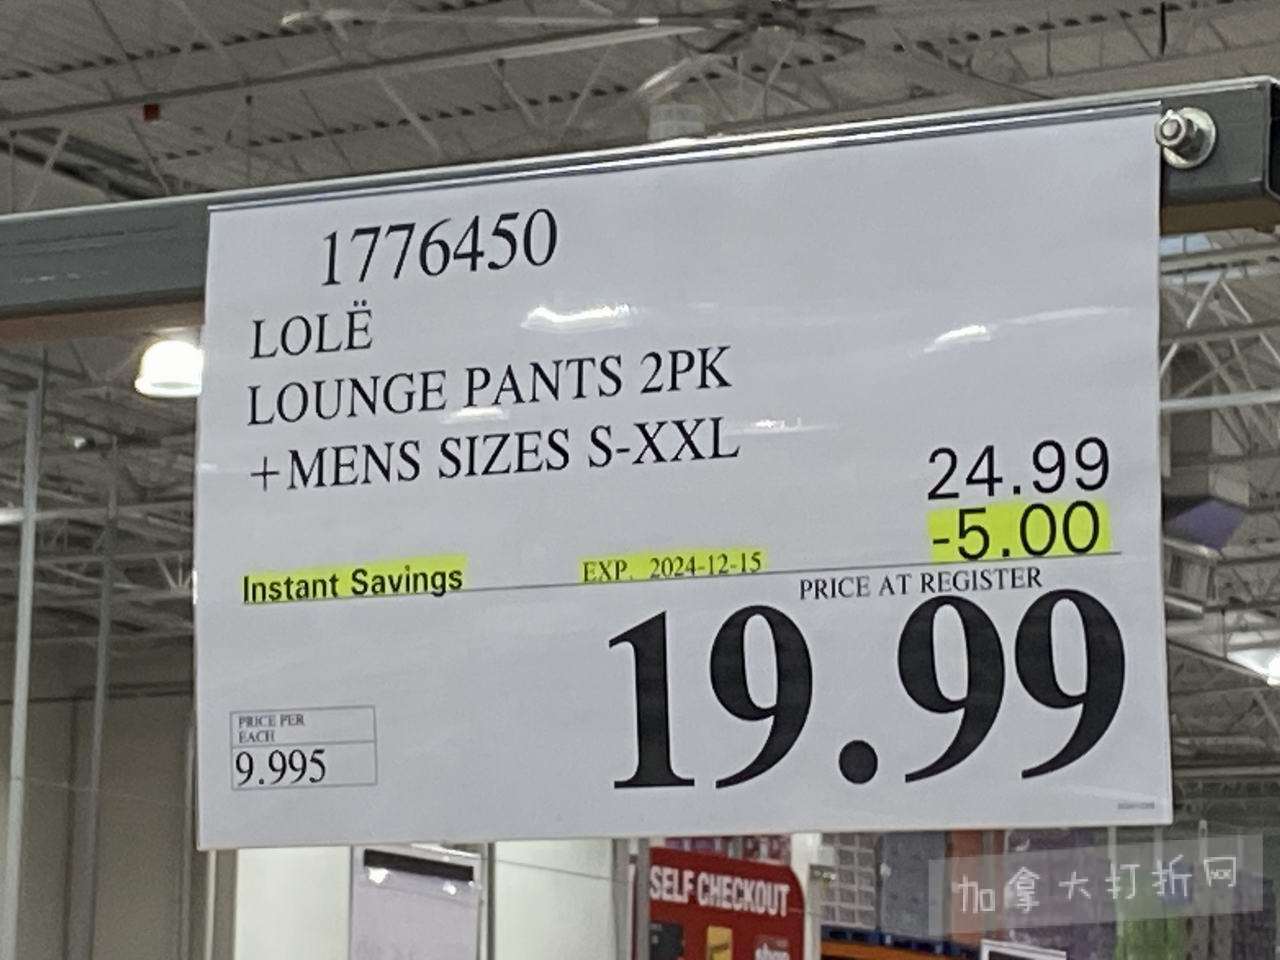 1776450
LOLË
LOUNGE PANTS 2PK
+MENS SIZES S-XXL
24.99
-5.00
Instant Savings
EXP. 2024-12-15
PRICE AT REGISTER
19.99
PRICE PER
EACH
9.995
SELF CHECKOUT
加拿大打折网